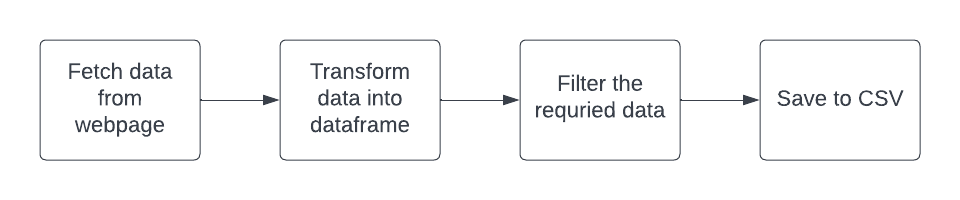 Fetch data
from
webpage
Transform
data into
dataframe
Filter the
requried data
Save to CSV